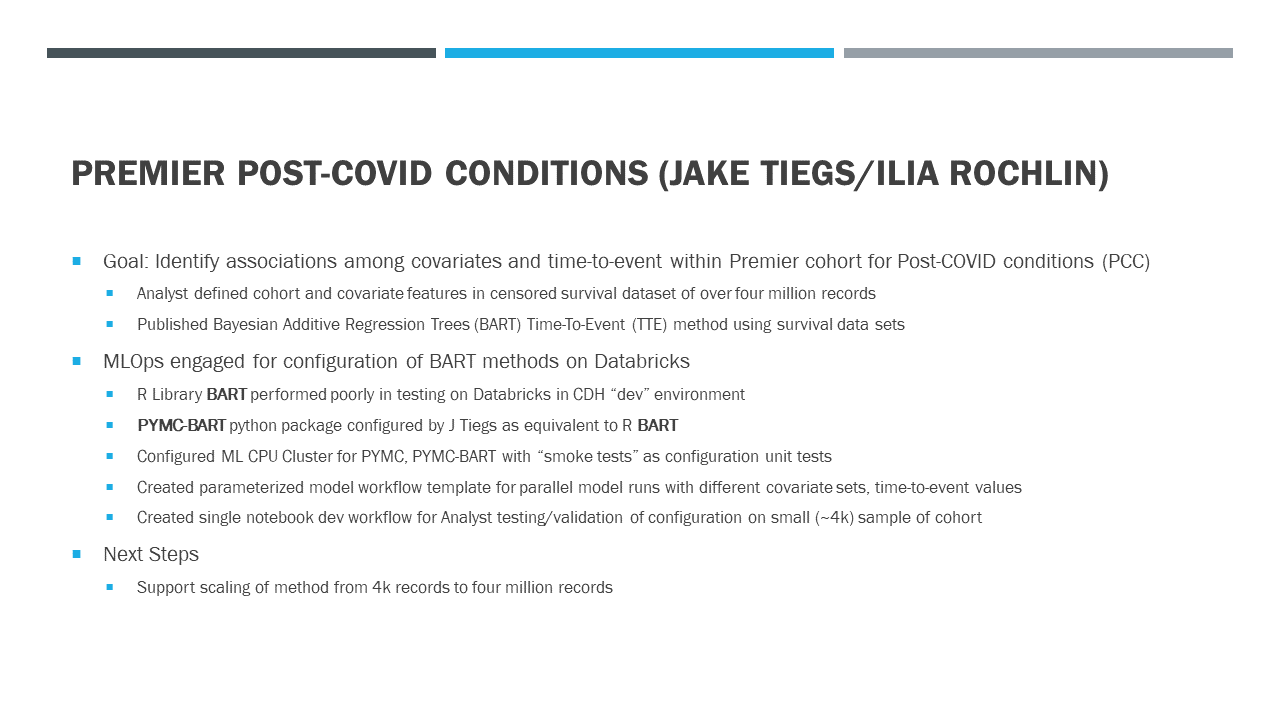 PREMIER POST-COVID CONDITIONS (JAKE TIEGS/ILIA ROCHLIN)
Goal: Identify associations among covariates and time-to-event within Premier cohort for Post-COVID conditions (PCC)
Analyst defined cohort and covariate features in censored survival dataset of over four million records
Published Bayesian Additive Regression Trees (BART) Time-To-Event (TTE) method using survival data sets
MLOps engaged for configuration of BART methods on Databricks
R Library BART performed poorly in testing on Databricks in CDH “dev” environment
PYMC-BART python package configured by J Tiegs as equivalent to R BART
Configured ML CPU Cluster for PYMC, PYMC-BART with “smoke tests” as configuration unit tests
Created parameterized model workflow template for parallel model runs with different covariate sets, time-to-event values
Created single notebook dev workflow for Analyst testing/validation of configuration on small (~4k) sample of cohort
Next Steps
Support scaling of method from 4k records to four million records